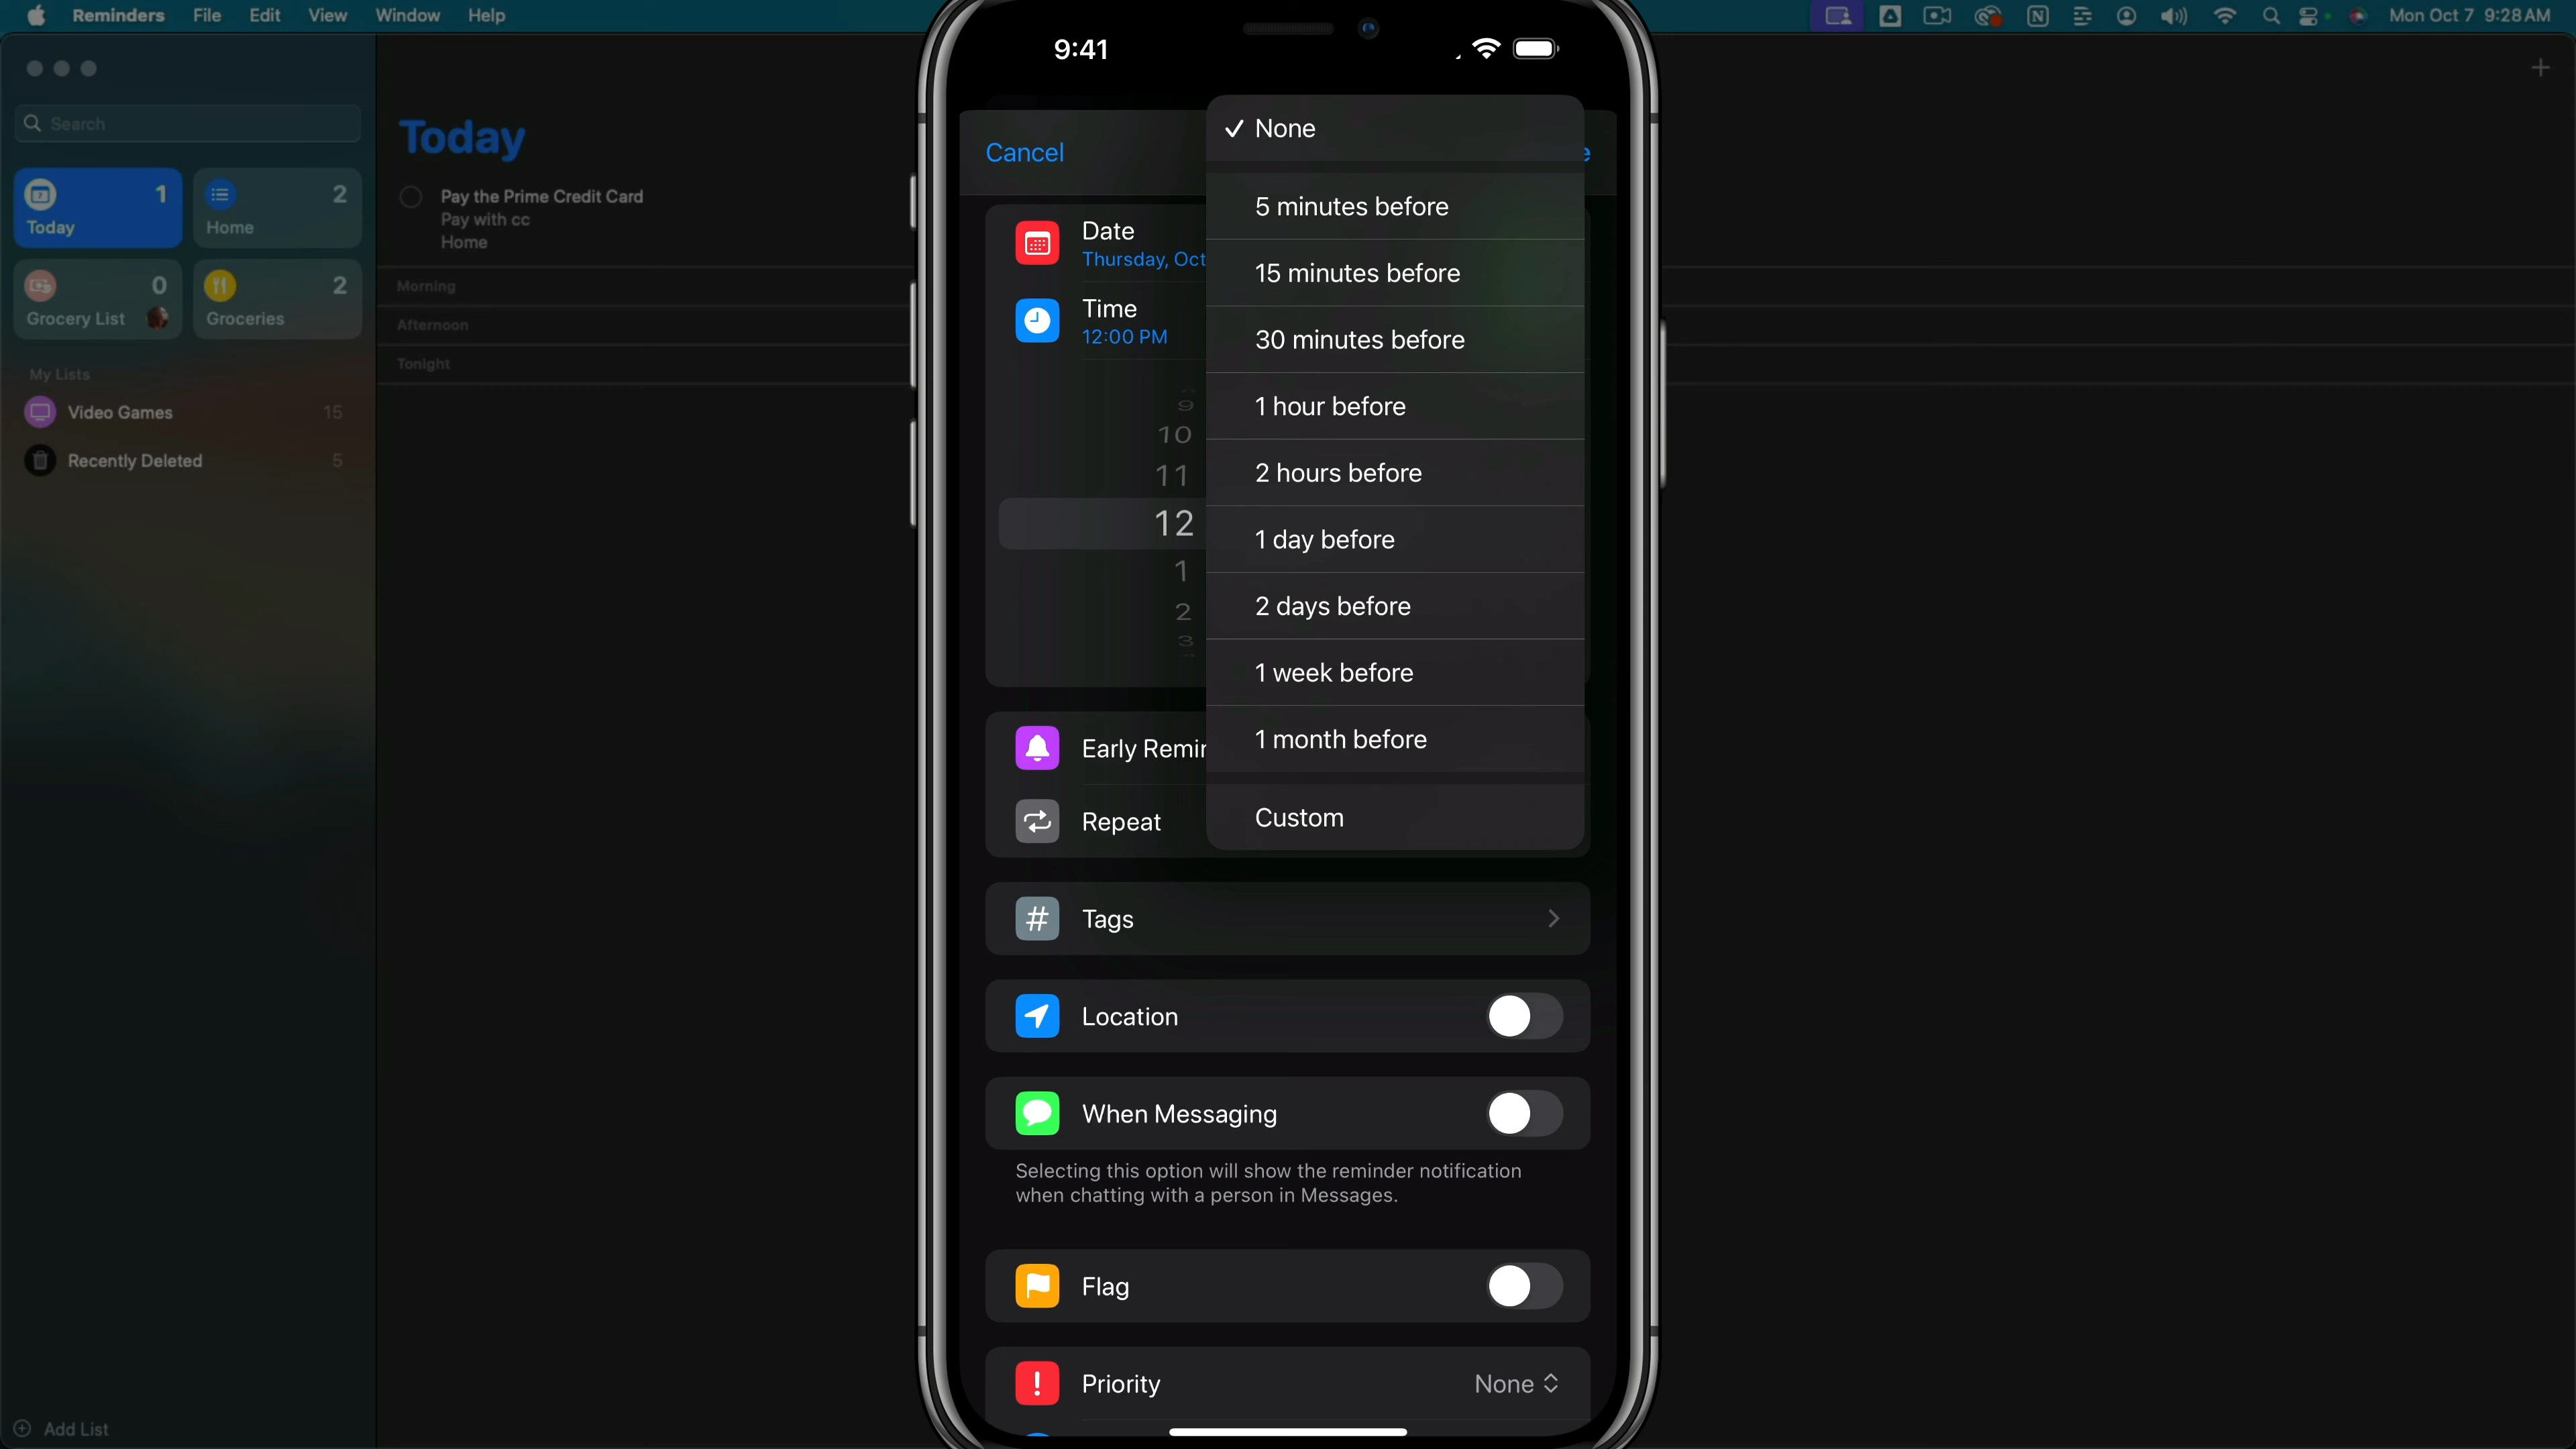 Reminders File Edit View Window Help
Mon Oct 7 9:28 AM
Search
1
Today
2
Home
0
Grocery List
2
Groceries
My Lists
Video Games 15
Recently Deleted 5
Add List
Today
Pay the Prime Credit Card
Pay with cc
Home
Morning
Afternoon
Tonight
9:41
Cancel
Date
Thursday, Oct
Time
12:00 PM
9
10
11
12
1
2
3
None
5 minutes before
15 minutes before
30 minutes before
1 hour before
2 hours before
1 day before
2 days before
1 week before
1 month before
Custom
Early Remin
Repeat
# Tags
Location
When Messaging
Selecting this option will show the reminder notification
when chatting with a person in Messages.
Flag
! Priority None